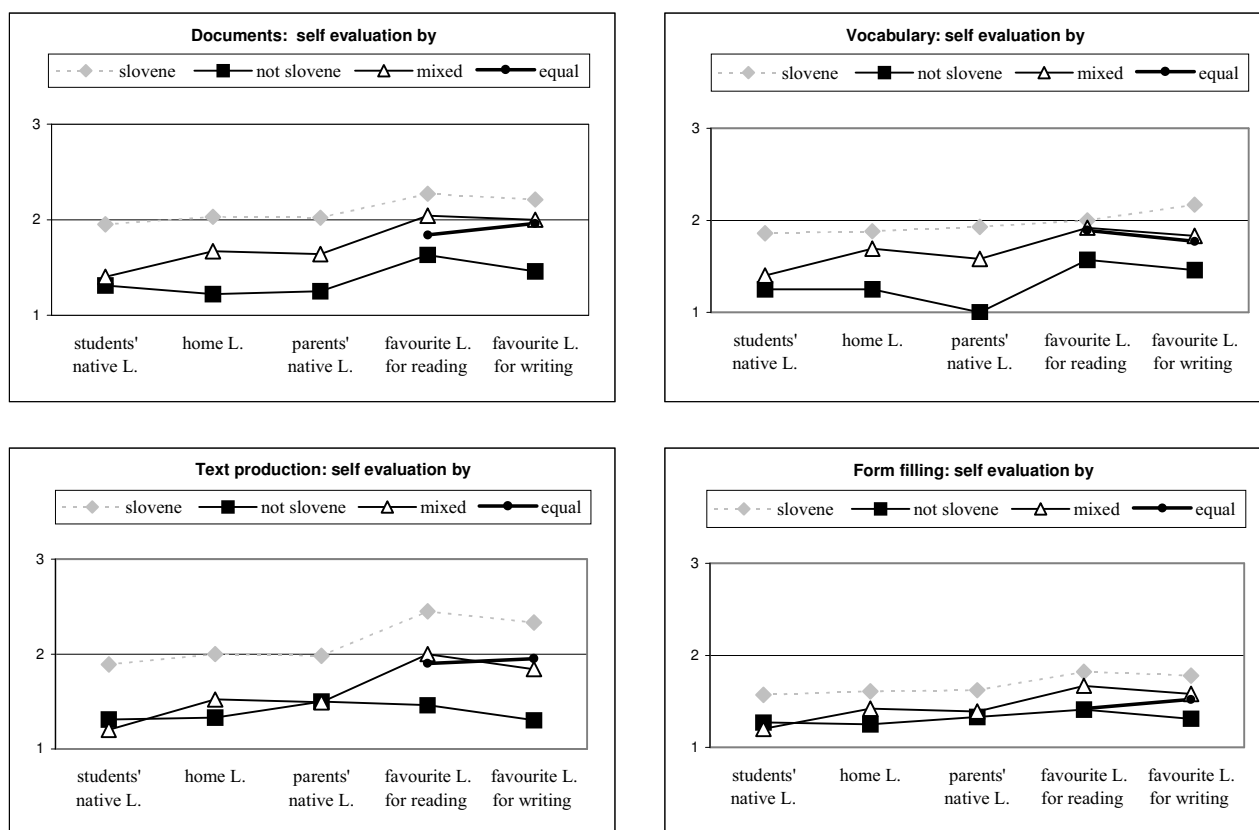 Documents: self evaluation by
slovene not slovene mixed equal
3
2
1
students' native L.
home L.
parents' native L.
favourite L. for reading
favourite L. for writing
Vocabulary: self evaluation by
slovene not slovene mixed equal
3
2
1
students' native L.
home L.
parents' native L.
favourite L. for reading
favourite L. for writing
Text production: self evaluation by
slovene not slovene mixed equal
3
2
1
students' native L.
home L.
parents' native L.
favourite L. for reading
favourite L. for writing
Form filling: self evaluation by
slovene not slovene mixed equal
3
2
1
students' native L.
home L.
parents' native L.
favourite L. for reading
favourite L. for writing